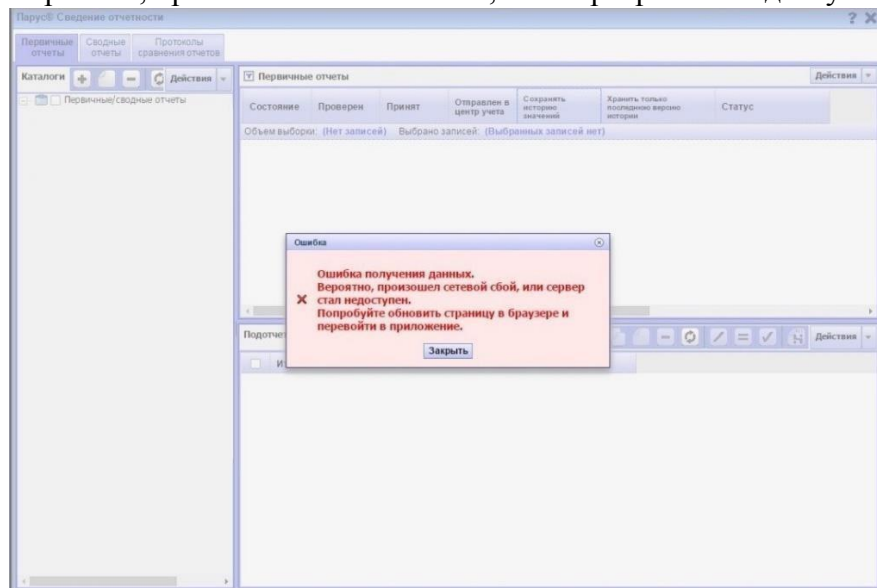 Парус® Сведение отчетности
Первичные отчеты
Сводные отчеты
Протоколы сравнения отчетов
Каталоги
Действия
Первичные/сводные отчеты
Первичные отчеты
Действия
Состояние
Проверен
Принят
Отправлен в центр учета
Сохранять историю значений
Хранить только последнюю версию истории
Статус
Объем выборки: (Нет записей) Выбрано записей: (Выбранных записей нет)
Ошибка
Ошибка получения данных.
Вероятно, произошел сетевой сбой, или сервер
стал недоступен.
Попробуйте обновить страницу в браузере и
перевойти в приложение.
Закрыть
Действия